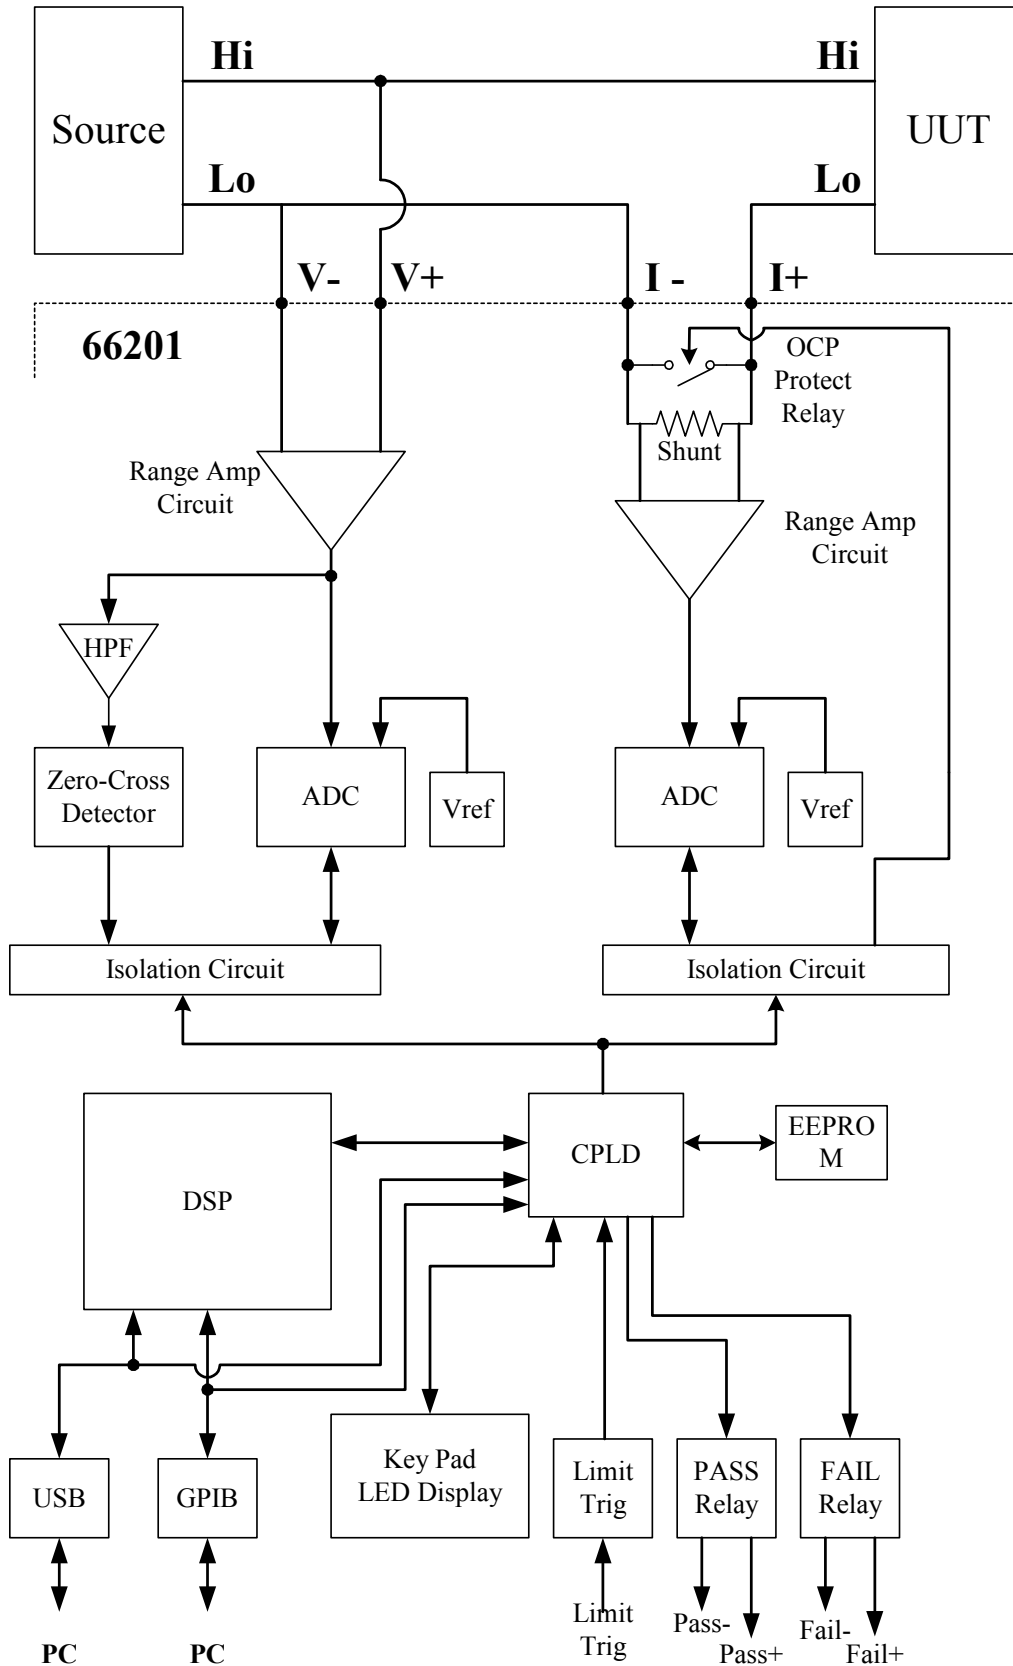 Hi
Hi
Source
UUT
Lo
Lo
V-
V+
I -
I+
66201
OCP
Protect
Relay
Shunt
Range Amp
Circuit
Range Amp
Circuit
HPF
Zero-Cross
Detector
ADC
Vref
ADC
Vref
Isolation Circuit
Isolation Circuit
DSP
CPLD
EEPRO
M
USB
GPIB
Key Pad
LED Display
Limit
Trig
PASS
Relay
FAIL
Relay
PC
PC
Limit
Trig
Pass-
Pass+
Fail-
Fail+